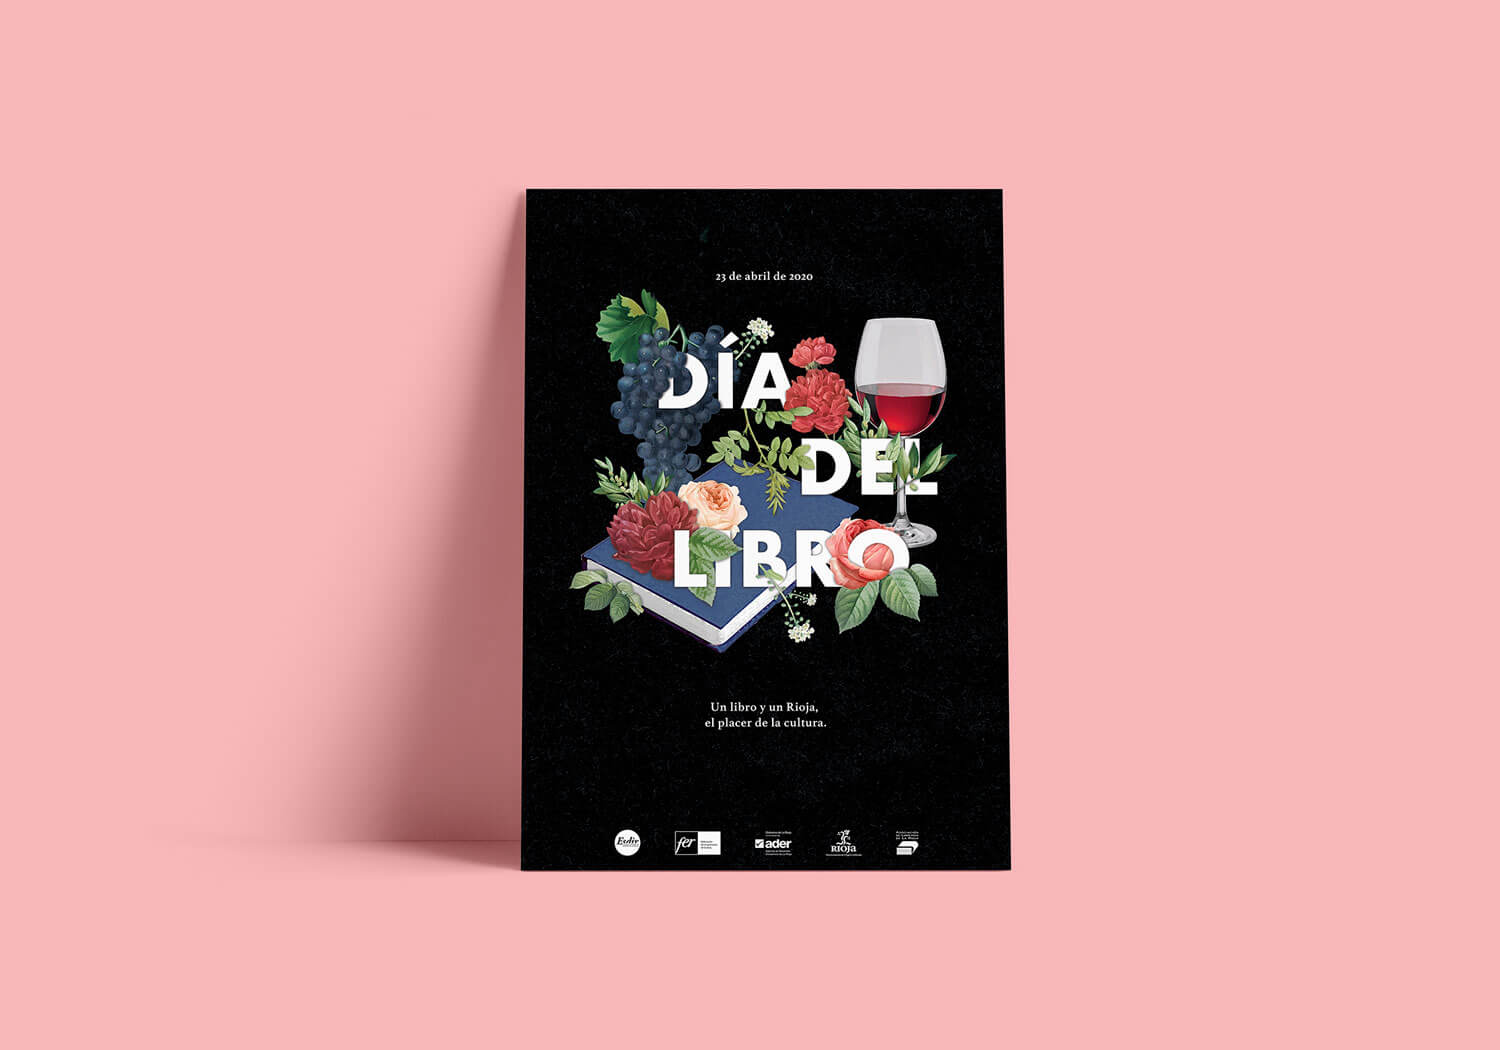 23 de abril de 2020
DÍA
DEL
LIBRO
Un libro y un Rioja,
el placer de la cultura.
fer
ader
RIOJA